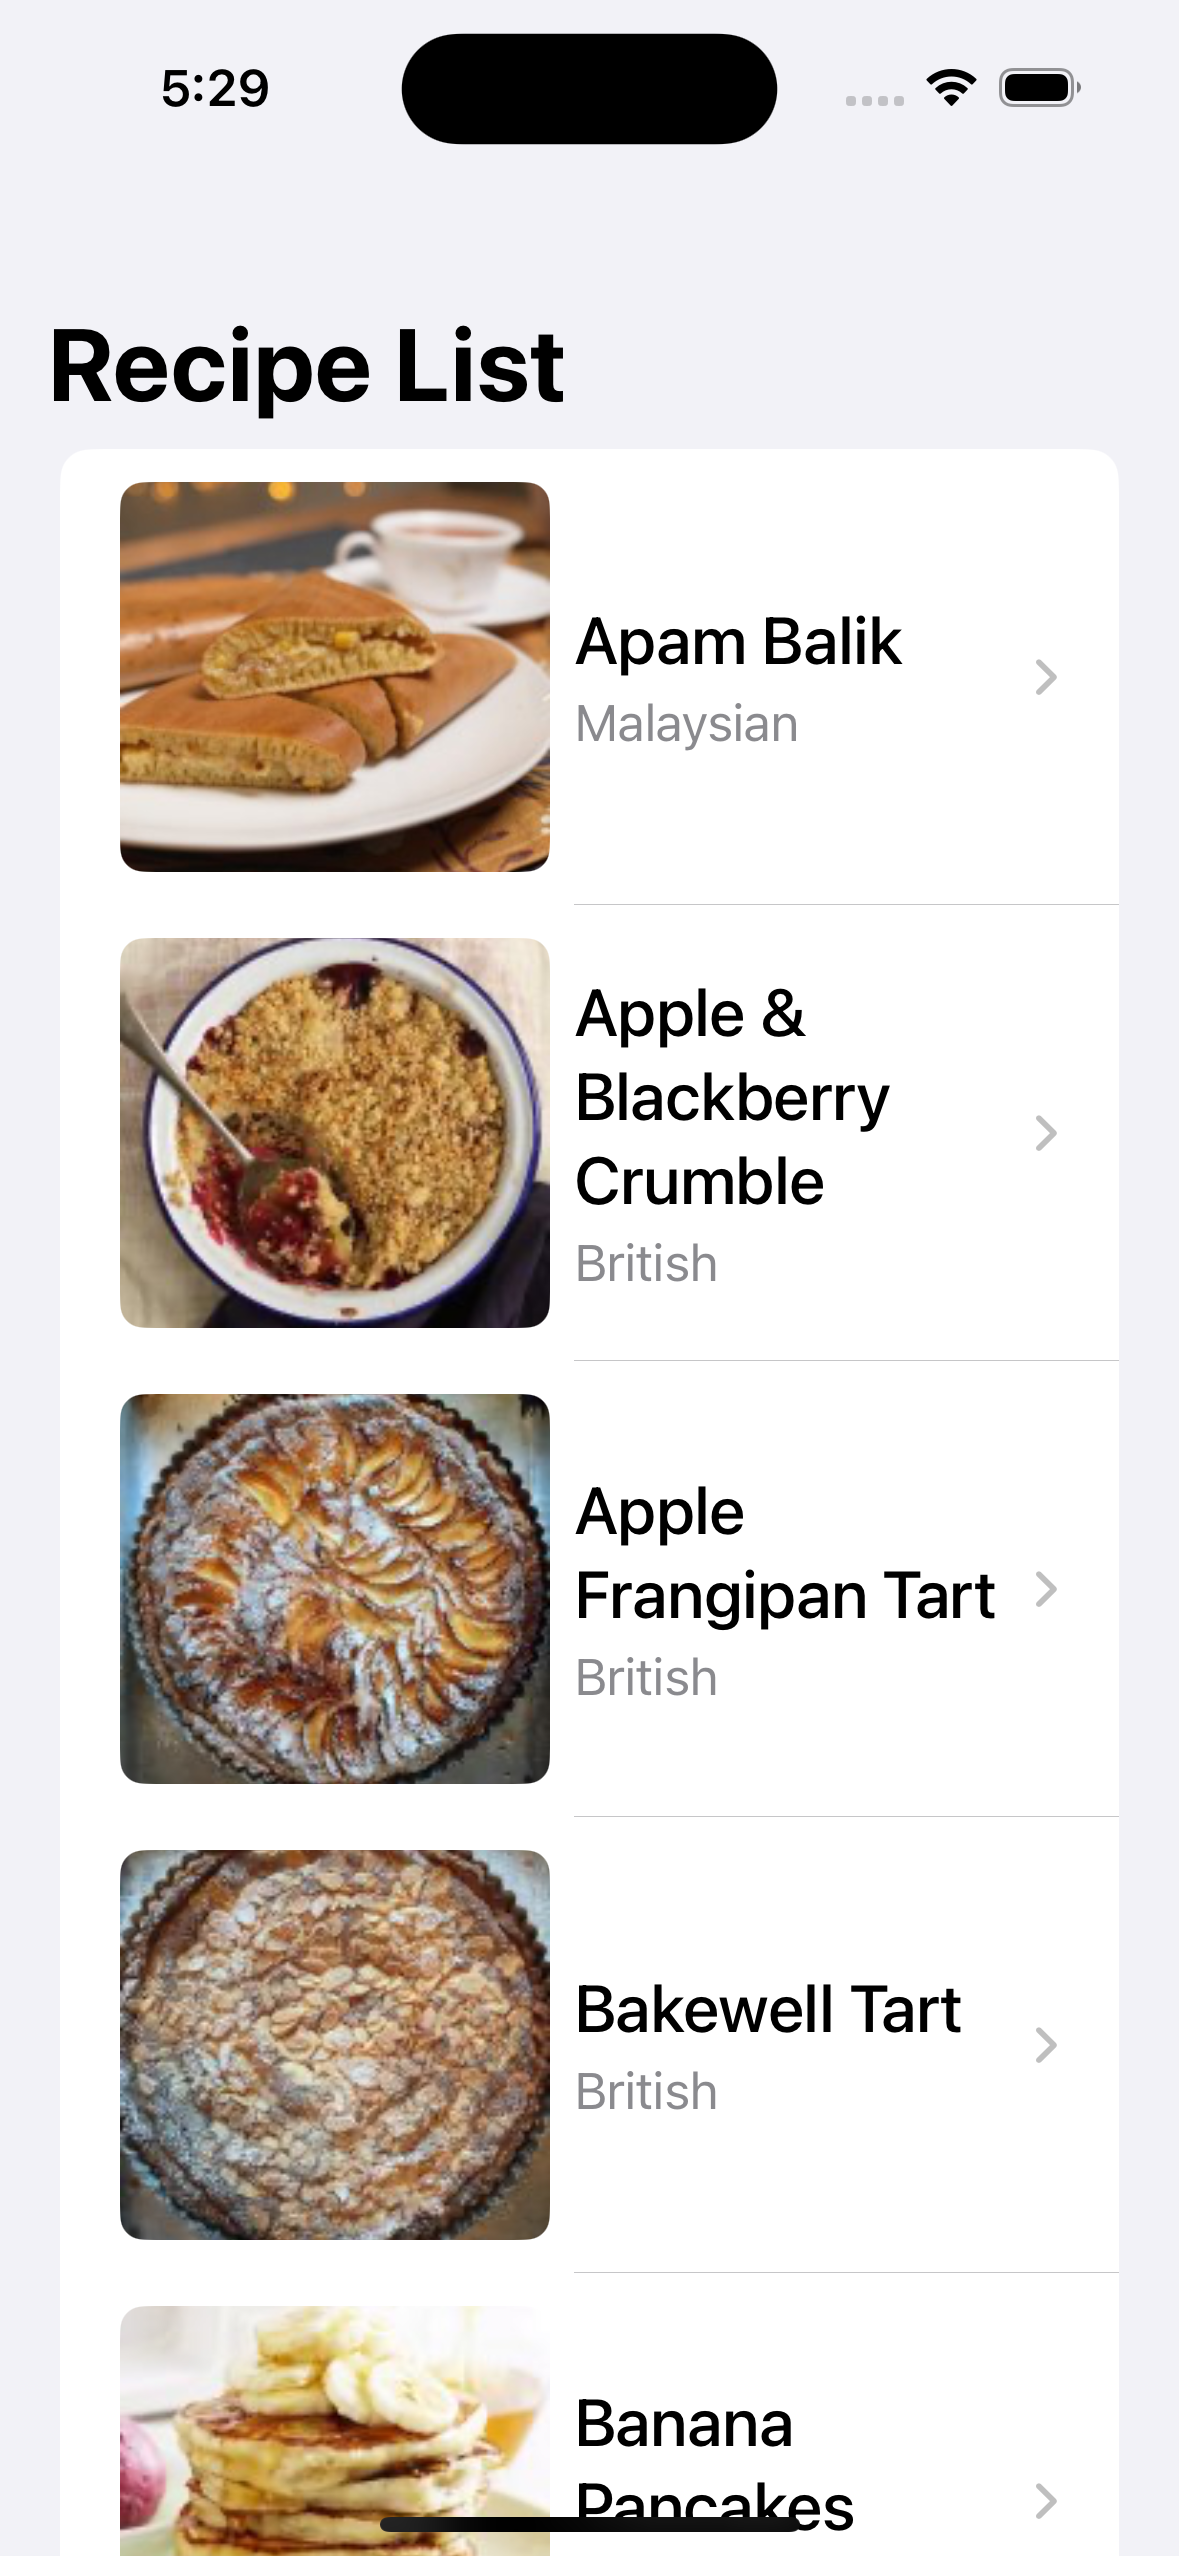 5:29
Recipe List
Apam Balik
Malaysian
Apple &
Blackberry
Crumble
British
Apple
Frangipan Tart
British
Bakewell Tart
British
Banana
Pancakes